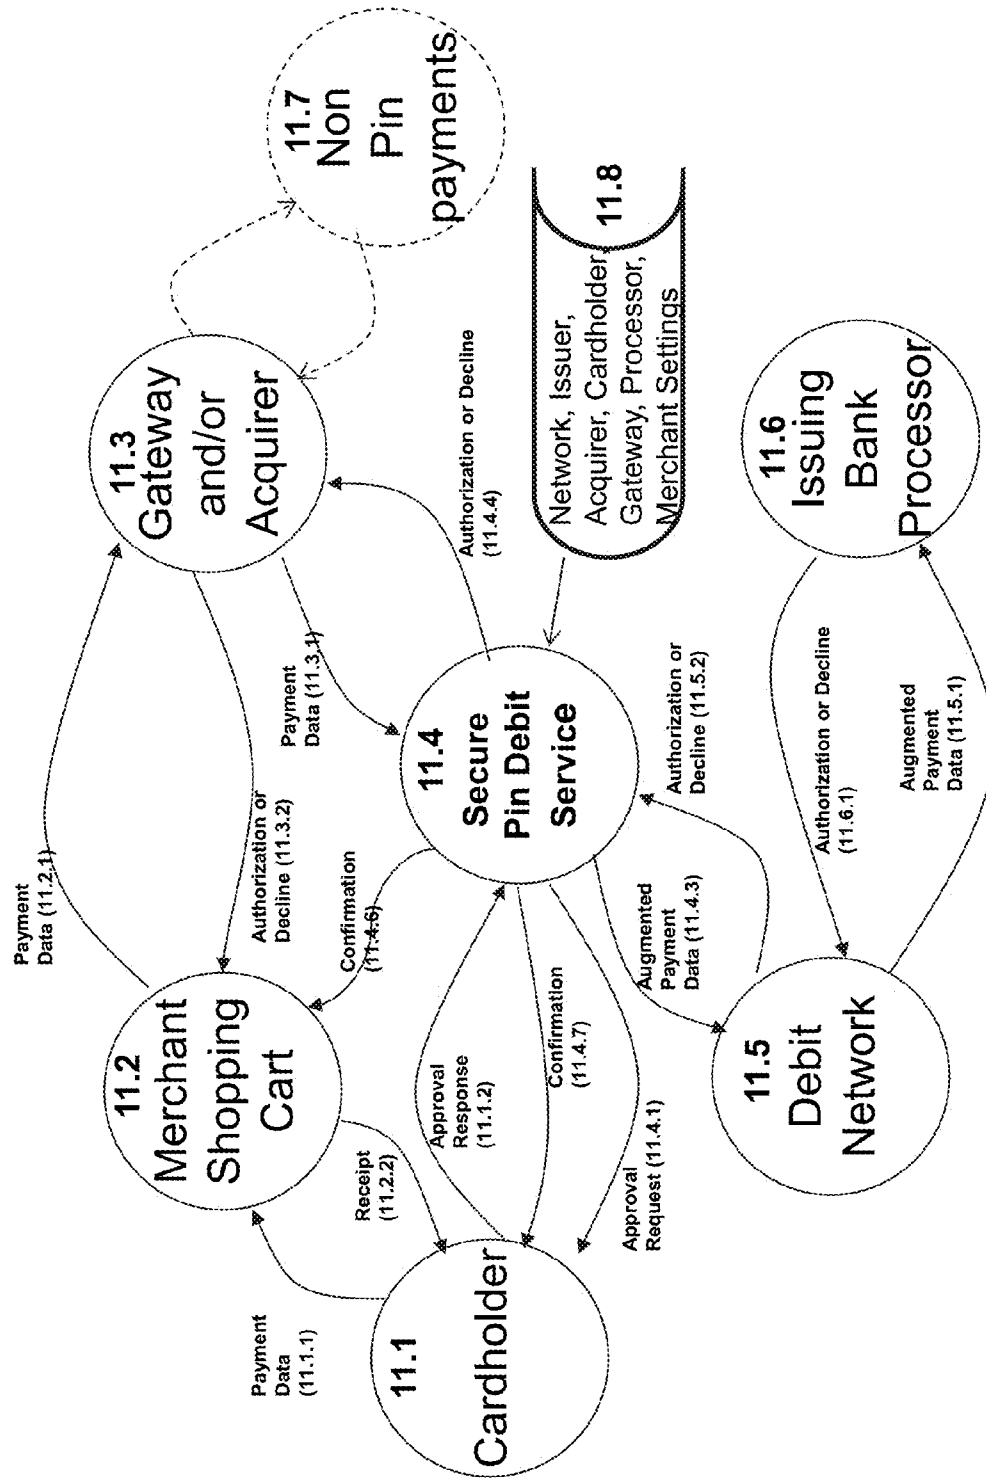 11.1
Cardholder
Payment
Data
(11.1.1)
11.2
Merchant
Shopping
Cart
Receipt
(11.2.2)
Payment
Data (11.2.1)
Authorization or
Decline (11.3.2)
Confirmation
(11.4.6)
Approval
Response
(11.1.2)
Confirmation
(11.4.7)
Approval
Request (11.4.1)
11.3
Gateway
and/or
Acquirer
Payment
Data (11.3.1)
11.4
Secure
Pin Debit
Service
Authorization or Decline
(11.4.4)
Augmented
Payment
Data (11.4.3)
Authorization or
Decline (11.5.2)
11.5
Debit
Network
Authorization or Decline
(11.6.1)
Augmented
Payment
Data (11.5.1)
11.6
Issuing
Bank
Processor
11.7
Non
Pin
payments
Network, Issuer,
Acquirer, Cardholder,
Gateway, Processor,
Merchant Settings
11.8